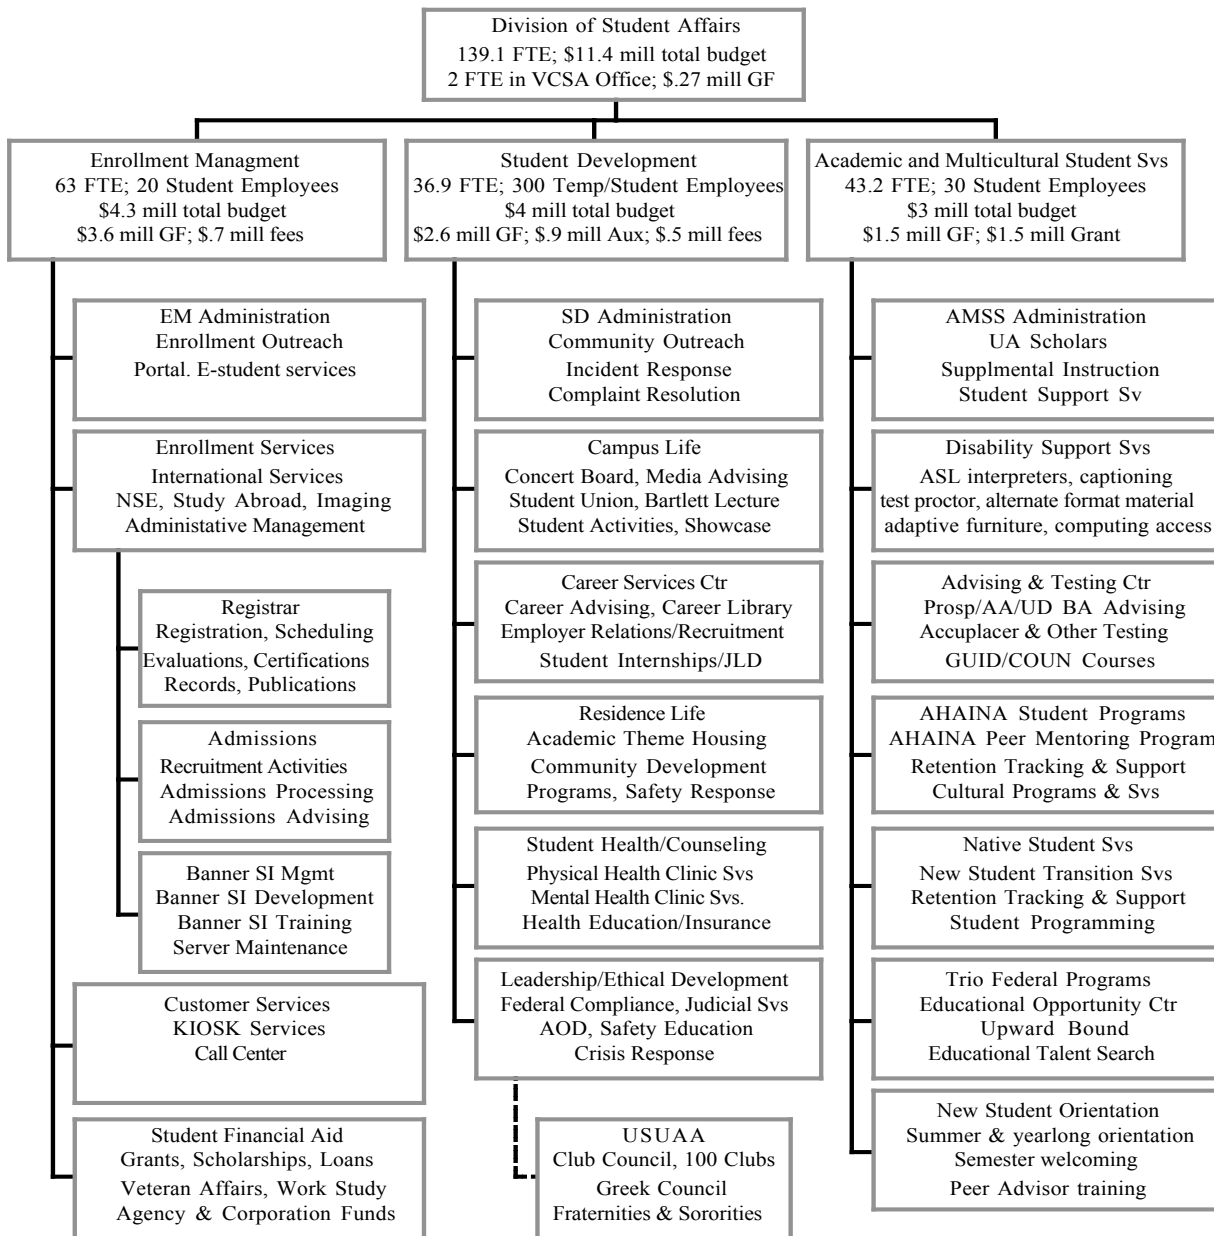 Division of Student Affairs
139.1 FTE; $11.4 mill total budget
2 FTE in VCSA Office; $.27 mill GF
Enrollment Managment
63 FTE; 20 Student Employees
$4.3 mill total budget
$3.6 mill GF; $.7 mill fees
Student Development
36.9 FTE; 300 Temp/Student Employees
$4 mill total budget
$2.6 mill GF; $.9 mill Aux; $.5 mill fees
Academic and Multicultural Student Svs
43.2 FTE; 30 Student Employees
$3 mill total budget
$1.5 mill GF; $1.5 mill Grant
EM Administration
Enrollment Outreach
Portal. E-student services
Enrollment Services
International Services
NSE, Study Abroad, Imaging
Administative Management
Registrar
Registration, Scheduling
Evaluations, Certifications
Records, Publications
Admissions
Recruitment Activities
Admissions Processing
Admissions Advising
Banner SI Mgmt
Banner SI Development
Banner SI Training
Server Maintenance
Customer Services
KIOSK Services
Call Center
Student Financial Aid
Grants, Scholarships, Loans
Veteran Affairs, Work Study
Agency & Corporation Funds
SD Administration
Community Outreach
Incident Response
Complaint Resolution
Campus Life
Concert Board, Media Advising
Student Union, Bartlett Lecture
Student Activities, Showcase
Career Services Ctr
Career Advising, Career Library
Employer Relations/Recruitment
Student Internships/JLD
Residence Life
Academic Theme Housing
Community Development
Programs, Safety Response
Student Health/Counseling
Physical Health Clinic Svs
Mental Health Clinic Svs.
Health Education/Insurance
Leadership/Ethical Development
Federal Compliance, Judicial Svs
AOD, Safety Education
Crisis Response
USUAA
Club Council, 100 Clubs
Greek Council
Fraternities & Sororities
AMSS Administration
UA Scholars
Supplmental Instruction
Student Support Sv
Disability Support Svs
ASL interpreters, captioning
test proctor, alternate format material
adaptive furniture, computing access
Advising & Testing Ctr
Prosp/AA/UD BA Advising
Accuplacer & Other Testing
GUID/COUN Courses
AHAINA Student Programs
AHAINA Peer Mentoring Program
Retention Tracking & Support
Cultural Programs & Svs
Native Student Svs
New Student Transition Svs
Retention Tracking & Support
Student Programming
Trio Federal Programs
Educational Opportunity Ctr
Upward Bound
Educational Talent Search
New Student Orientation
Summer & yearlong orientation
Semester welcoming
Peer Advisor training